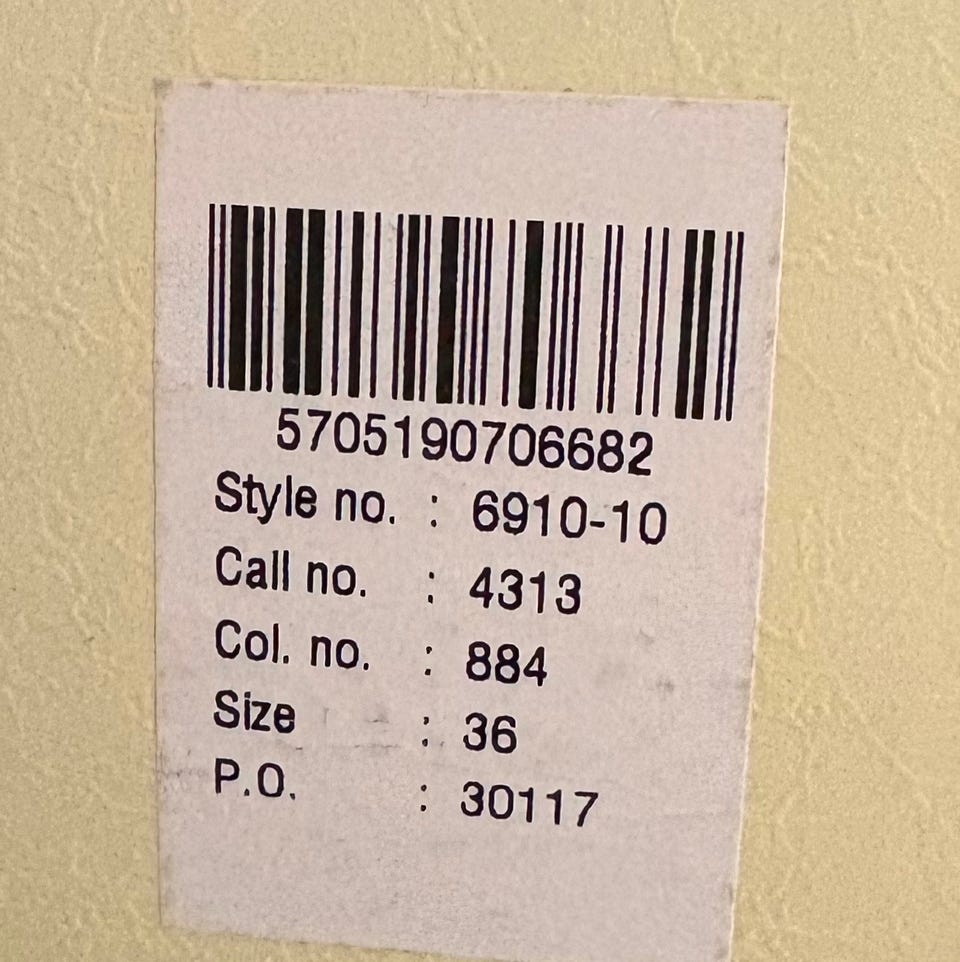 5705190706682
Style no. : 6910-10
Call no. : 4313
Col. no. : 884
Size : 36
P.O. : 30117